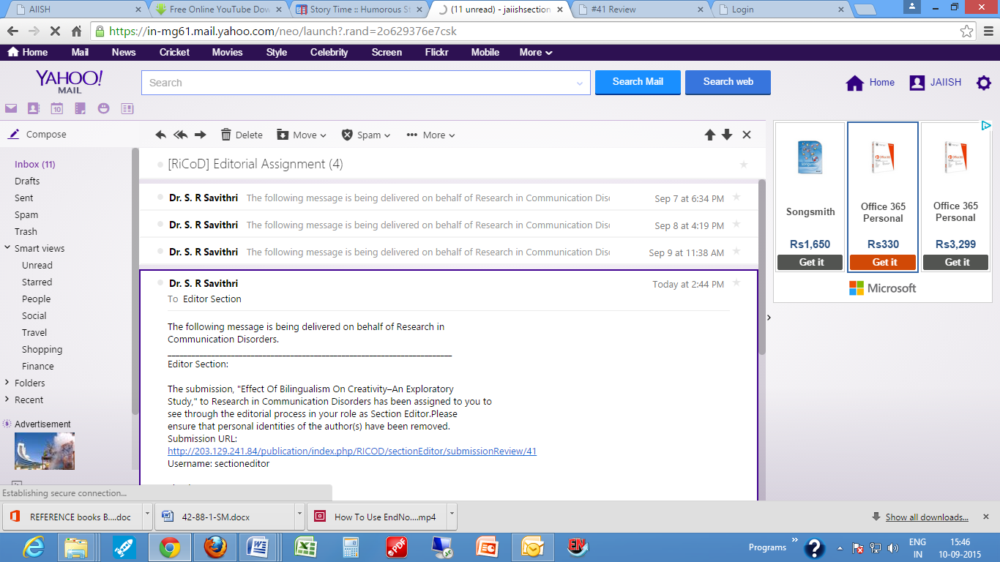 AIISH
Free Online YouTube Dow
Story Time :: Humorous St
(11 unread) - jaiishsection
#41 Review
Login
https://in-mg61.mail.yahoo.com/neo/launch?.rand=2o629376e7csk
Home Mail News Cricket Movies Style Celebrity Screen Flickr Mobile More
YAHOO!
MAIL
Search
Search Mail
Search web
Home
JAIISH
10
Compose
Delete Move Spam More
Inbox (11)
Drafts
Sent
Spam
Trash
Smart views
Unread
Starred
People
Social
Travel
Shopping
Finance
Folders
Recent
Advertisement
[RiCoD] Editorial Assignment (4)
Dr. S. R Savithri The following message is being delivered on behalf of Research in Communication Diso Sep 7 at 6:34 PM
Dr. S. R Savithri The following message is being delivered on behalf of Research in Communication Diso Sep 8 at 4:19 PM
Dr. S. R Savithri The following message is being delivered on behalf of Research in Communication Diso Sep 9 at 11:38 AM
Dr. S. R Savithri Today at 2:44 PM
To Editor Section
The following message is being delivered on behalf of Research in
Communication Disorders.
Editor Section:
The submission, "Effect Of Bilingualism On Creativity–An Exploratory
Study," to Research in Communication Disorders has been assigned to you to
see through the editorial process in your role as Section Editor.Please
ensure that personal identities of the author(s) have been removed.
Submission URL:
http://203.129.241.84/publication/index.php/RICOD/sectionEditor/submissionReview/41
Username: sectioneditor
Songsmith
Rs1,650
Get it
Office 365
Personal
Rs330
Get it
Office 365
Personal
Rs3,299
Get it
Microsoft
Establishing secure connection...
REFERENCE books B....doc
42-88-1-SM.docx
How To Use EndNo....mp4
Show all downloads...
Programs
ENG
IN
15:46
10-09-2015